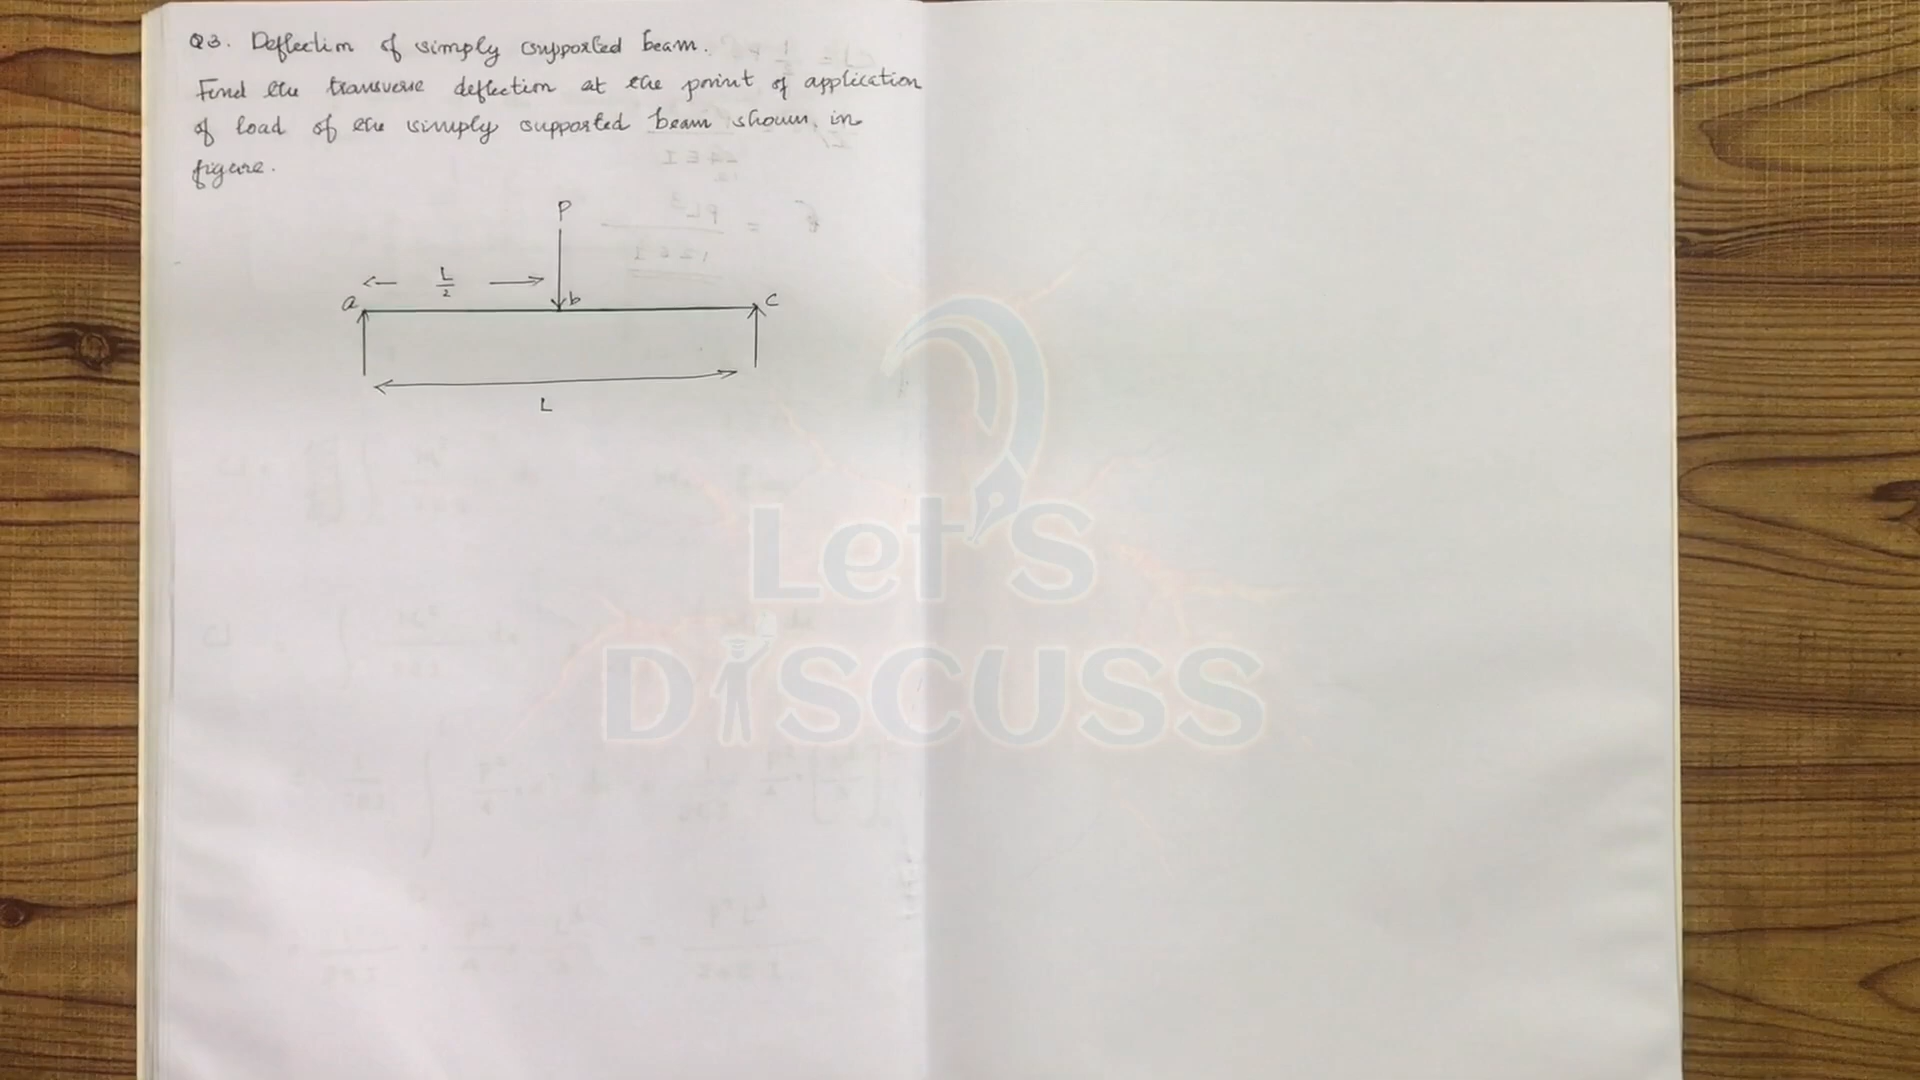 Q3. Deflection of simply supported beam.
Find the transverse deflection at the point of application
of load of the simply supported beam shown in
figure.
P
L
2
a
b
c
L
Let's
DiSCUSS